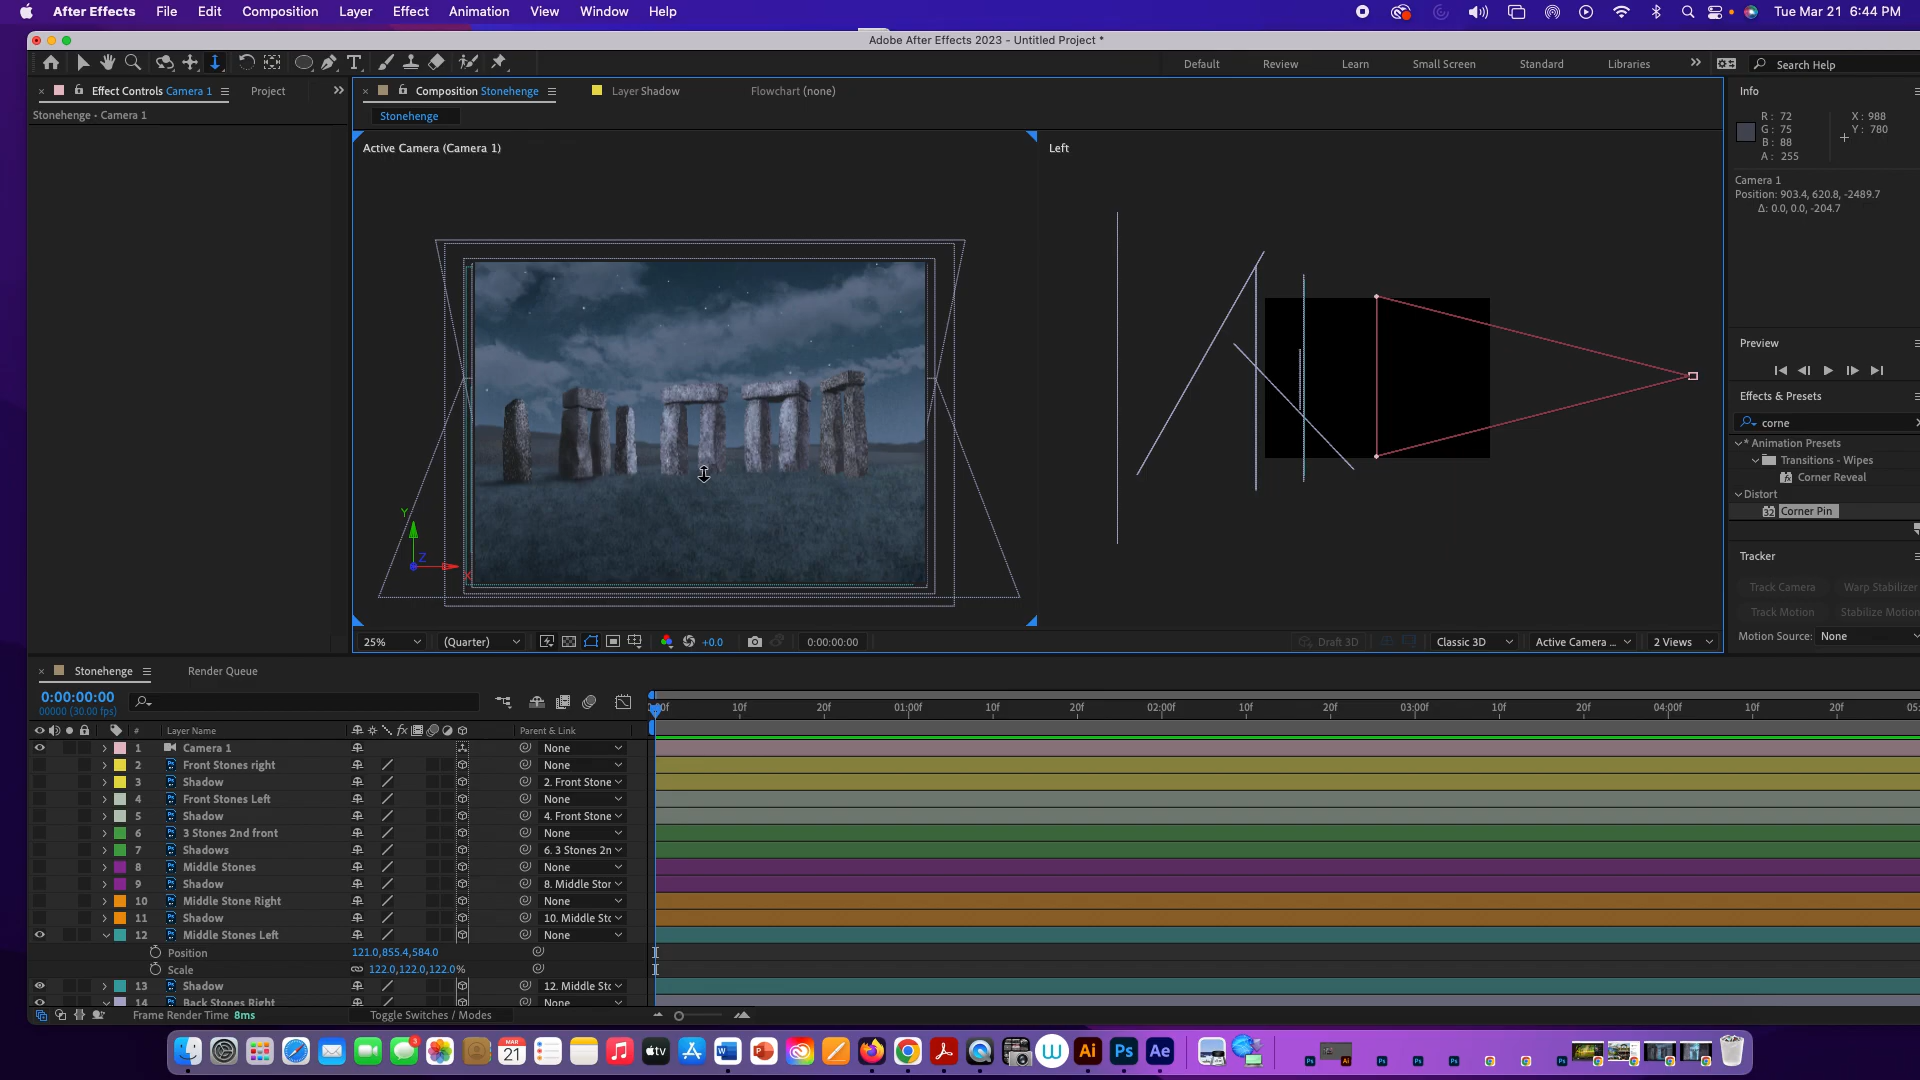 After Effects File Edit Composition Layer Effect Animation View Window Help Tue Mar 21 6:44 PM
Adobe After Effects 2023 - Untitled Project *
Default Review Learn Small Screen Standard Libraries Search Help
Effect Controls Camera 1 Project Composition Stonehenge Layer Shadow Flowchart (none) Info
Stonehenge • Camera 1 Stonehenge
R: 72 X: 988
G: 75 Y: 780
B: 88
A: 255
Active Camera (Camera 1) Left
Camera 1
Position: 903.4, 620.8, -2489.7
Δ: 0.0, 0.0, -204.7
Preview
Effects & Presets
corne
* Animation Presets
Transitions - Wipes
Corner Reveal
Distort
32 Corner Pin
Y
Z
X
Tracker
Track Camera Warp Stabilizer
Track Motion Stabilize Motion
Motion Source: None
25% (Quarter) +0.0 0:00:00:00 Draft 3D Classic 3D Active Camera ... 2 Views
Stonehenge Render Queue
0:00:00:00
00000 (30.00 fps)
10f 20f 01:00f 10f 20f 02:00f 10f 20f 03:00f 10f 20f 04:00f 10f 20f
# Layer Name fx Parent & Link
1 Camera 1 None
2 Front Stones right None
3 Shadow 2. Front Stone
4 Front Stones Left None
5 Shadow 4. Front Stone
6 3 Stones 2nd front None
7 Shadows 6. 3 Stones 2n
8 Middle Stones None
9 Shadow 8. Middle Stor
10 Middle Stone Right None
11 Shadow 10. Middle Stc
12 Middle Stones Left None
Position 121.0,855.4,584.0
Scale 122.0,122.0,122.0%
13 Shadow 12. Middle Stc
14 Back Stones Right None
Frame Render Time 8ms Toggle Switches / Modes
MAR
21
3
tv
W
P
Ai
Ps
Ae